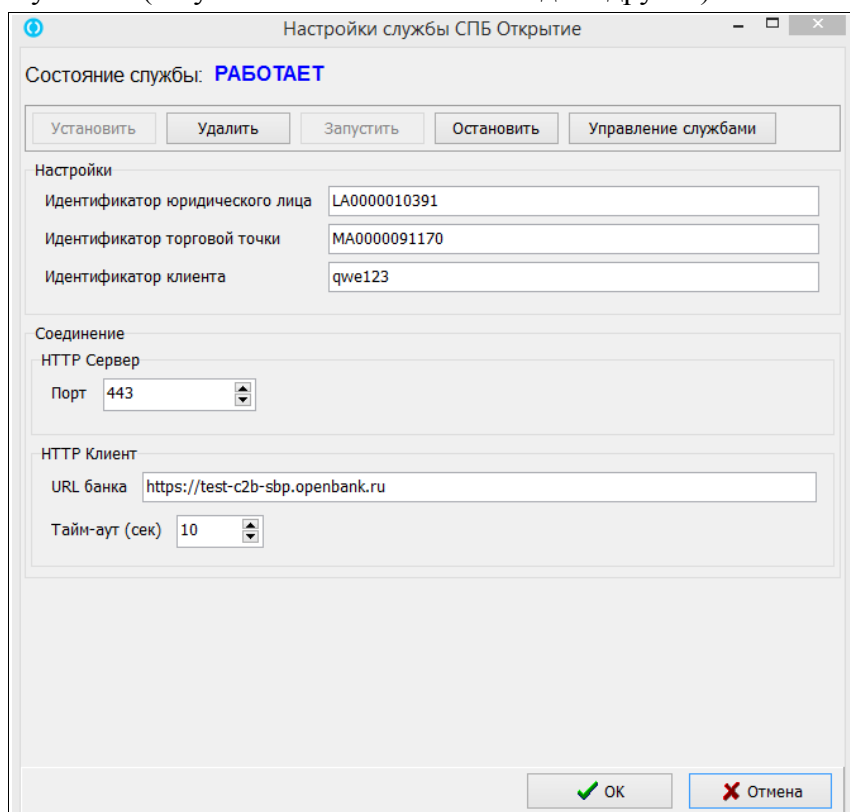 Настройки службы СПБ Открытие
Состояние службы: РАБОТАЕТ
Установить Удалить Запустить Остановить Управление службами
Настройки
Идентификатор юридического лица LA0000010391
Идентификатор торговой точки MA0000091170
Идентификатор клиента qwe123
Соединение
HTTP Сервер
Порт 443
HTTP Клиент
URL банка https://test-c2b-sbp.openbank.ru
Тайм-аут (сек) 10
ОК Отмена